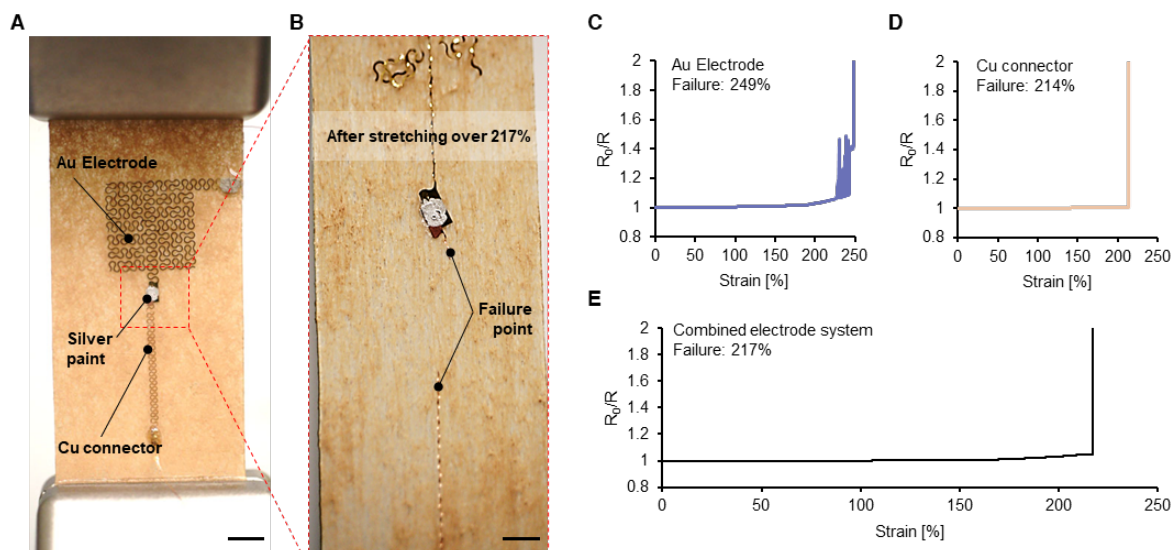 A
Au Electrode
Silver
paint
Cu connector
B
After stretching over 217%
Failure
point
C
Au Electrode
Failure: 249%
R₀/R
2
1.8
1.6
1.4
1.2
1
0.8
0
50
100
150
200
250
Strain [%]
D
Cu connector
Failure: 214%
R₀/R
2
1.8
1.6
1.4
1.2
1
0.8
0
50
100
150
200
250
Strain [%]
E
Combined electrode system
Failure: 217%
R₀/R
2
1.8
1.6
1.4
1.2
1
0.8
0
50
100
150
200
250
Strain [%]